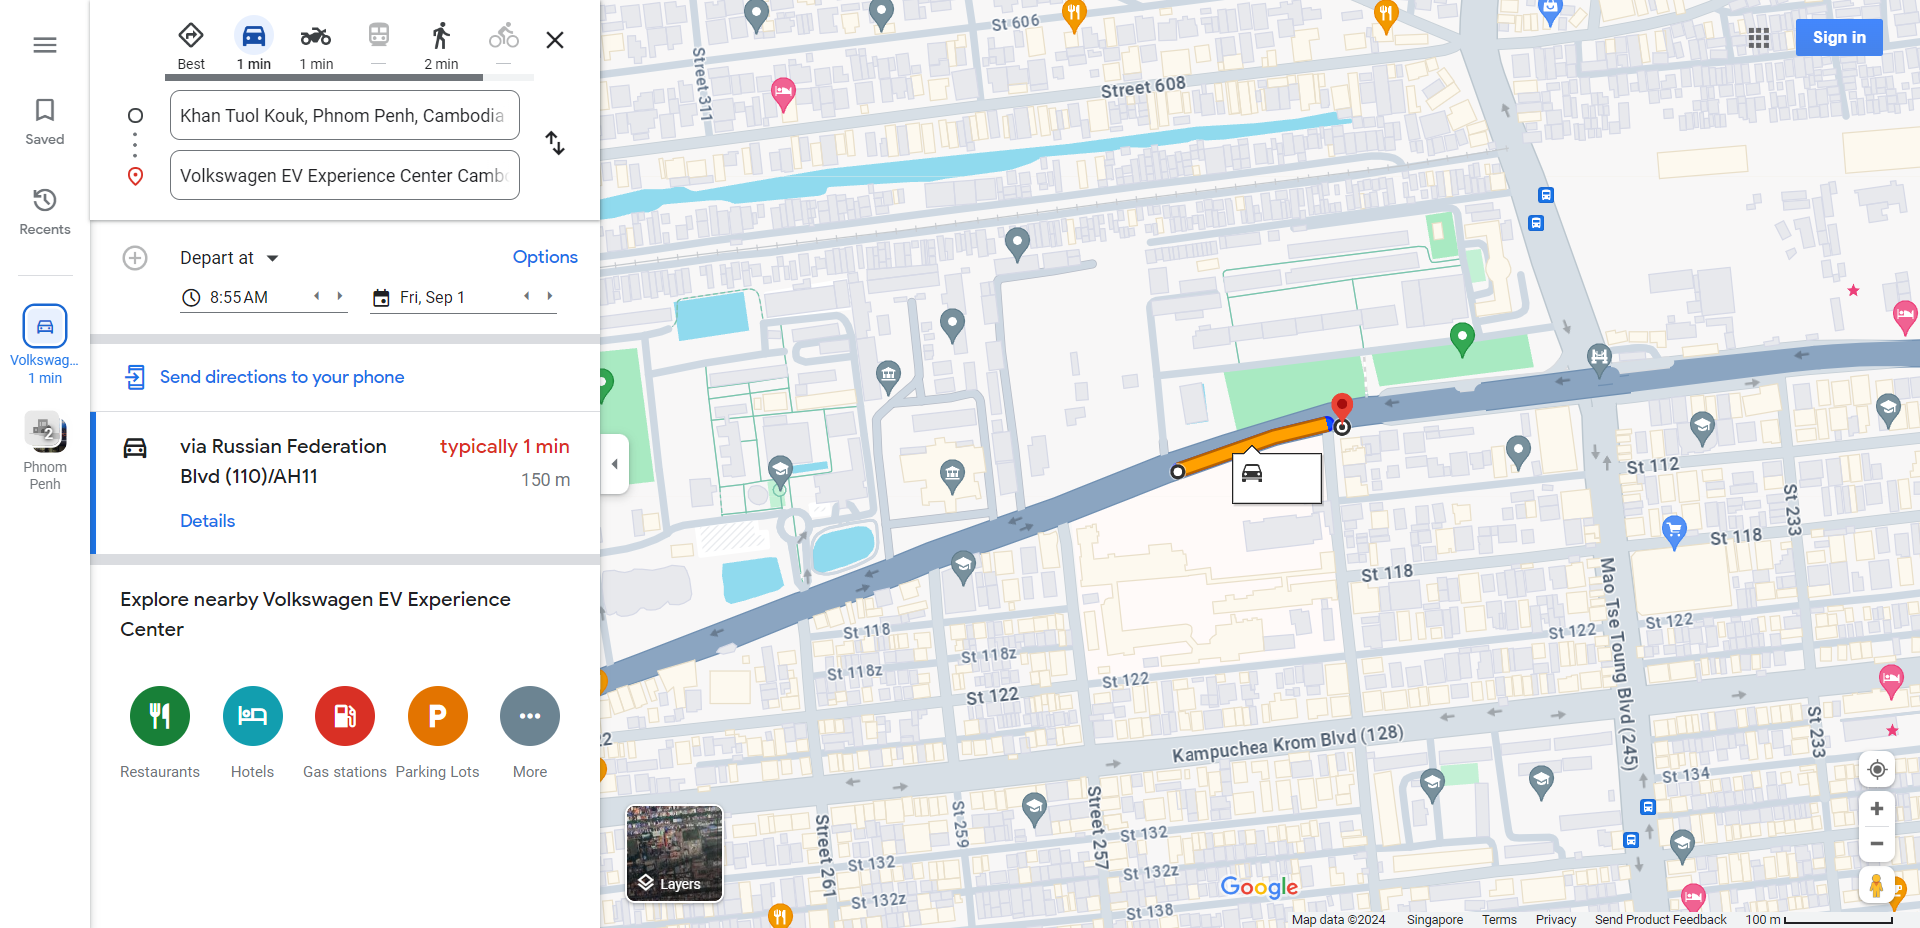 Saved
Recents
Volkswag...
1 min
2
Phnom
Penh
Best
1 min
1 min
—
2 min
—
Khan Tuol Kouk, Phnom Penh, Cambodia
Volkswagen EV Experience Center Camb
Depart at
Options
8:55 AM
Fri, Sep 1
Send directions to your phone
via Russian Federation
Blvd (110)/AH11
typically 1 min
150 m
Details
Explore nearby Volkswagen EV Experience
Center
P
Restaurants
Hotels
Gas stations
Parking Lots
More
Sign in
St 606
Street 311
Street 608
St 112
St 233
St 118
St 118
Mao Tse Toung Blvd (245)
St 122
St 122
St 118
St 118z
St 118z
St 122
St 122
Kampuchea Krom Blvd (128)
St 233
St 134
Street 261
St 259
Street 257
St 132
St 132
St 132z
St 132z
St 138
Layers
Google
Map data ©2024
Singapore
Terms
Privacy
Send Product Feedback
100 m